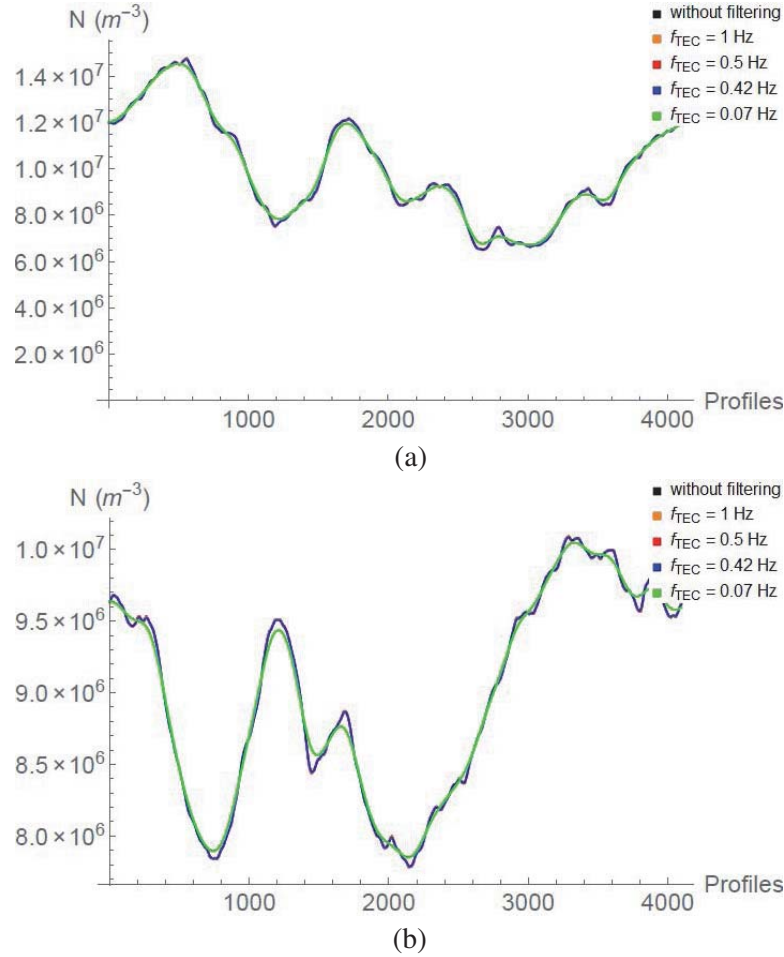 N (m⁻³)
■ without filtering
■ f_TEC = 1 Hz
■ f_TEC = 0.5 Hz
■ f_TEC = 0.42 Hz
■ f_TEC = 0.07 Hz
1.4 × 10⁷
1.2 × 10⁷
1.0 × 10⁷
8.0 × 10⁶
6.0 × 10⁶
4.0 × 10⁶
2.0 × 10⁶
1000 2000 3000 4000
Profiles
(a)
N (m⁻³)
■ without filtering
■ f_TEC = 1 Hz
■ f_TEC = 0.5 Hz
■ f_TEC = 0.42 Hz
■ f_TEC = 0.07 Hz
1.0 × 10⁷
9.5 × 10⁶
9.0 × 10⁶
8.5 × 10⁶
8.0 × 10⁶
1000 2000 3000 4000
Profiles
(b)